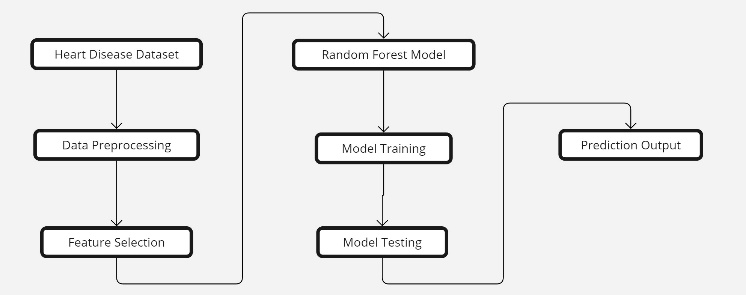 Heart Disease Dataset
Data Preprocessing
Feature Selection
Random Forest Model
Model Training
Model Testing
Prediction Output